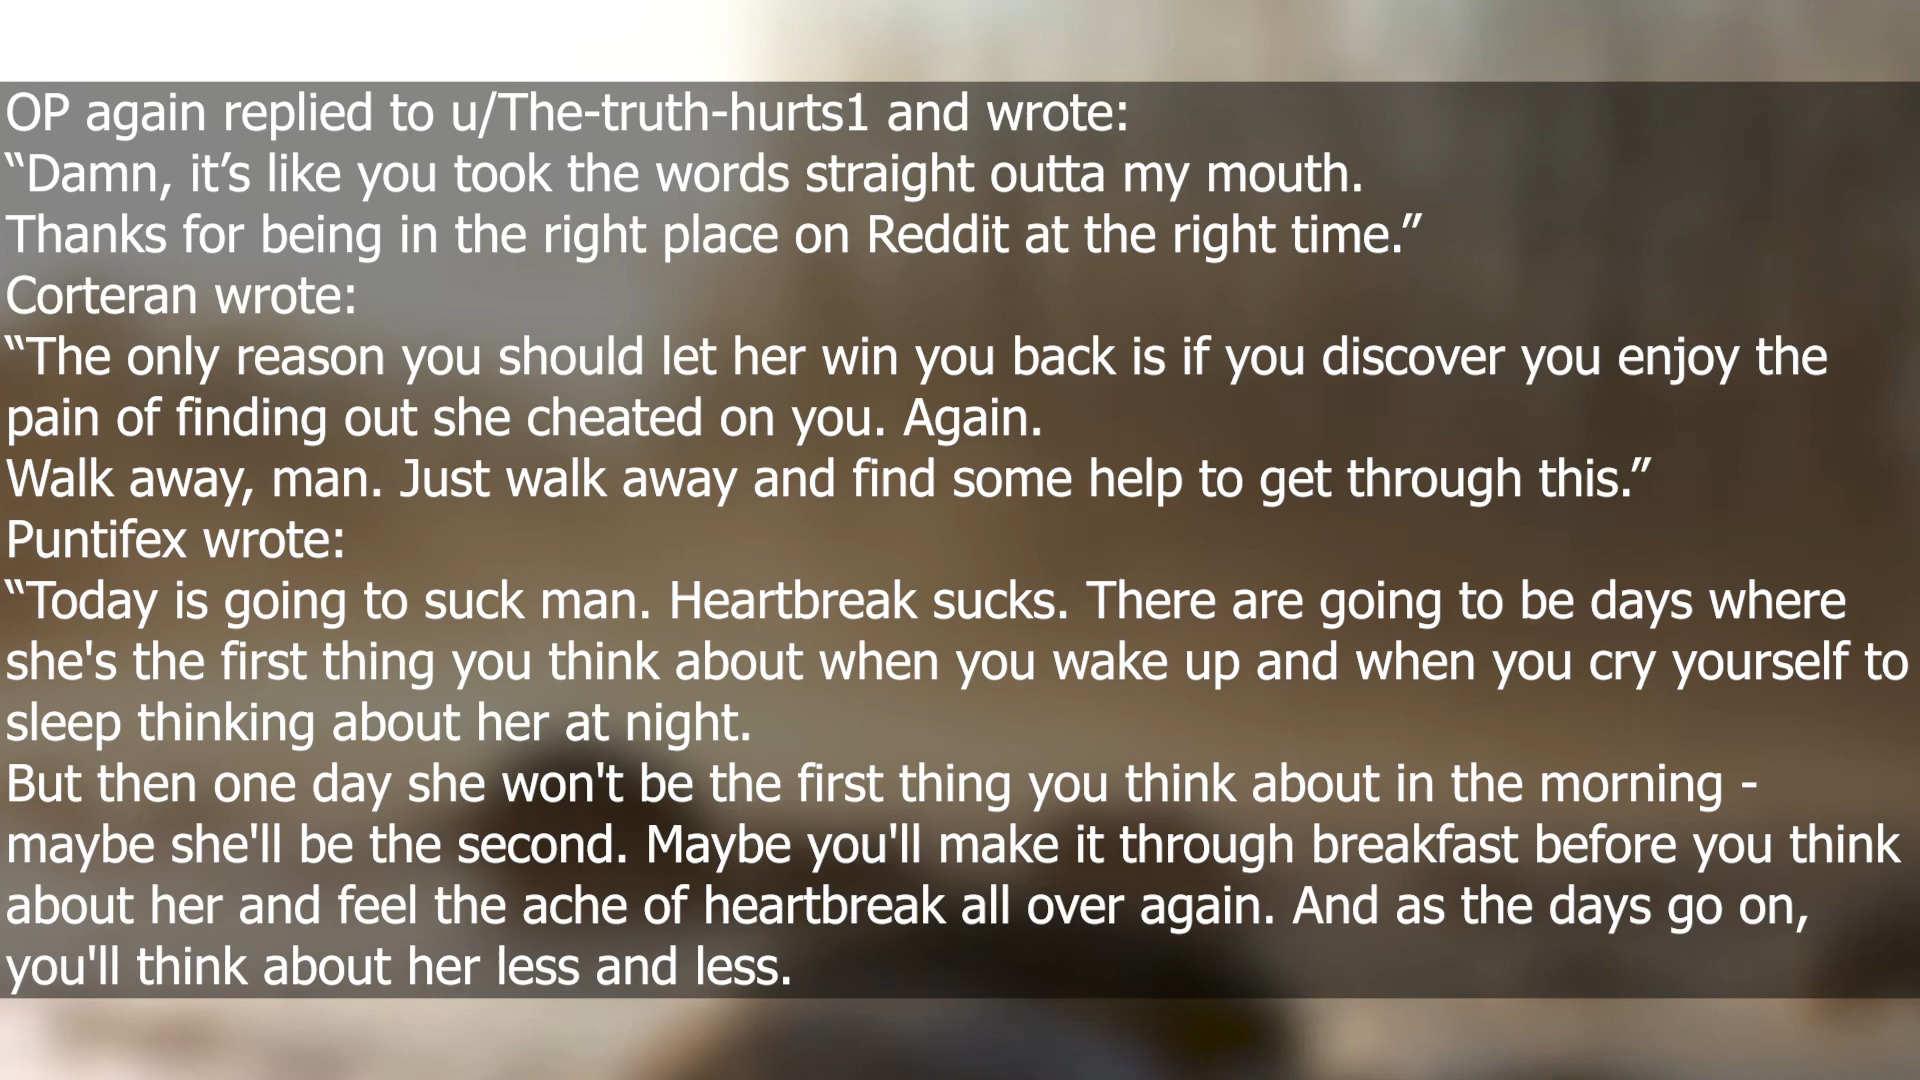 OP again replied to u/The-truth-hurts1 and wrote:
“Damn, it’s like you took the words straight outta my mouth.
Thanks for being in the right place on Reddit at the right time.”
Corteran wrote:
“The only reason you should let her win you back is if you discover you enjoy the
pain of finding out she cheated on you. Again.
Walk away, man. Just walk away and find some help to get through this.”
Puntifex wrote:
“Today is going to suck man. Heartbreak sucks. There are going to be days where
she's the first thing you think about when you wake up and when you cry yourself to
sleep thinking about her at night.
But then one day she won't be the first thing you think about in the morning -
maybe she'll be the second. Maybe you'll make it through breakfast before you think
about her and feel the ache of heartbreak all over again. And as the days go on,
you'll think about her less and less.